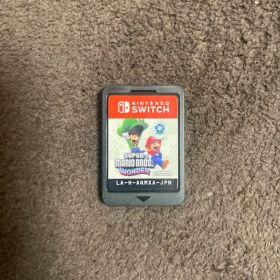 NINTENDO
SWITCH
SUPER
MARIO BROS.
WONDER
LA-H-AQMXA-JPN